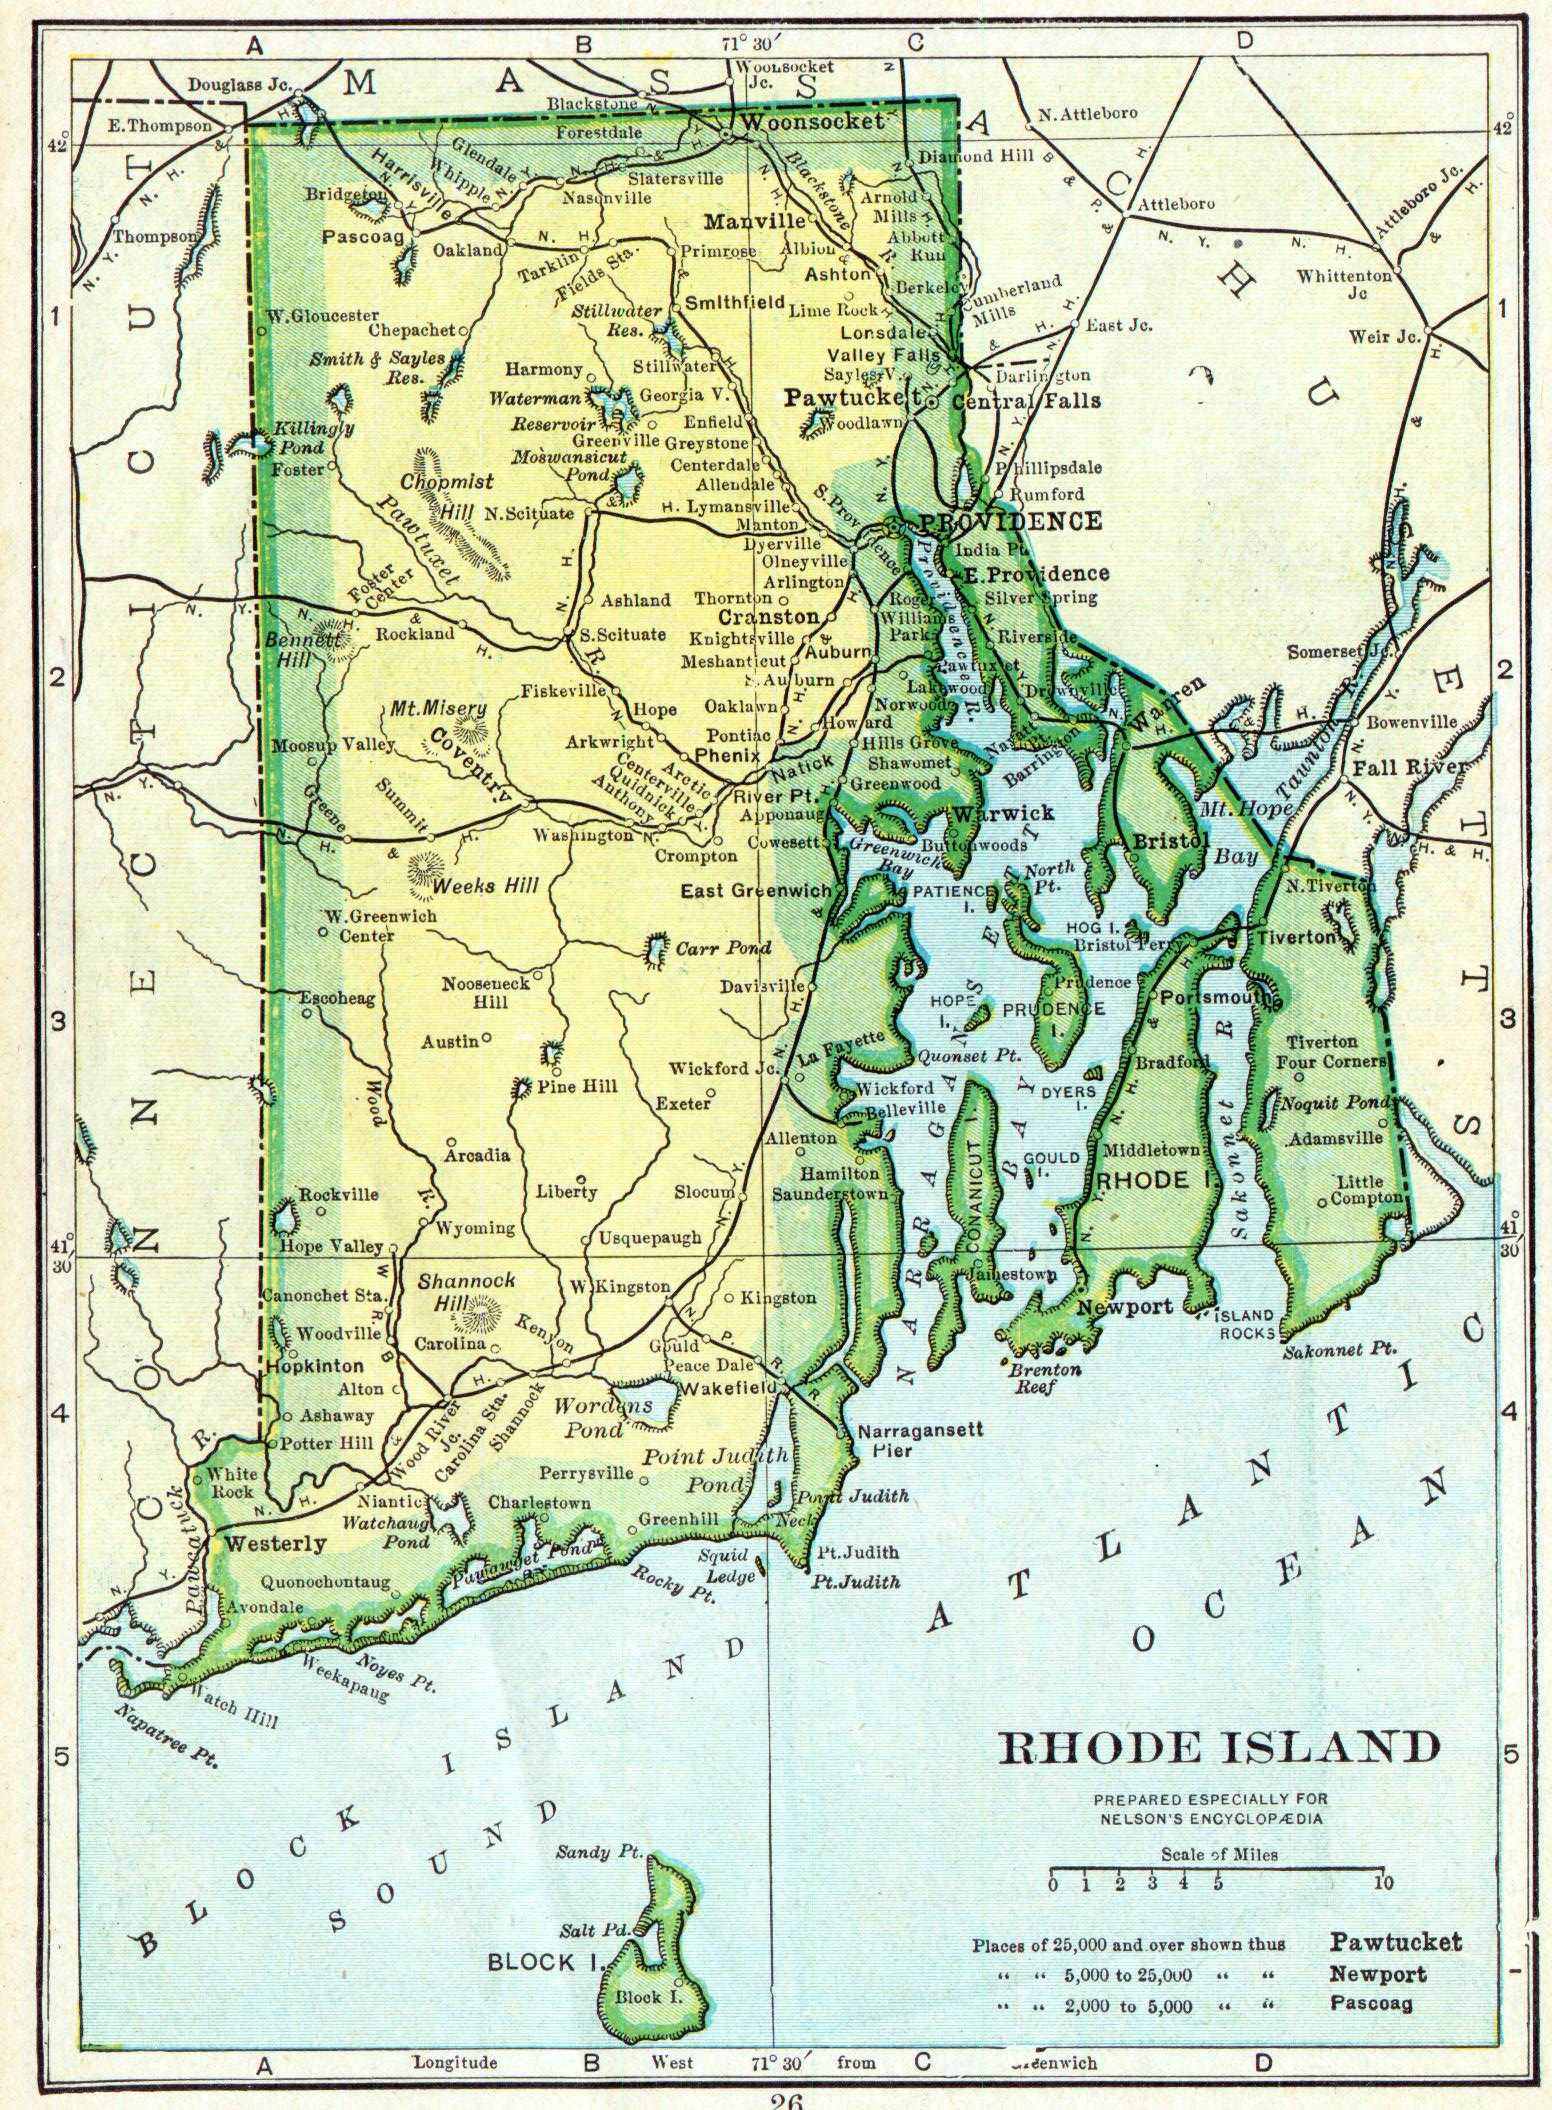 A
B
71° 30′
C
D
Douglass Jc.
M A S S A C H U S E T T S
Woonsocket
Jc.
Blackstone
E.Thompson
Forestdale
Woonsocket
N.Attleboro
42°
42°
Glendale
Diamond Hill
Harrisville
Whipple
Slatersville
Blackstone
Attleboro Jc.
Bridgeton
Nasonville
Arnold
Mills
Attleboro
Manville
Thompson
Pascoag
Oakland
Tarklin
Fields Sta.
Primrose
Albion
Abbott
Run
Ashton
Whittenton
Jc
Berkeley
Cumberland
Mills
1
W.Gloucester
Chepachet
Stillwater
Res.
Smithfield
Lime Rock
Lonsdale
East Jc.
Weir Jc.
1
Smith & Sayles
Res.
Harmony
Stillwater
Valley Falls
Sayles V.
Darlington
Waterman
Reservoir
Georgia V.
Pawtucket
Central Falls
Killingly
Pond
Enfield
Woodlawn
Greenville
Greystone
Foster
Moswansicut
Pond
Centerdale
Phillipsdale
Chopmist
Hill
Allendale
Rumford
Pawtuxet
N.Scituate
Lymansville
S.Providence
Manton
PROVIDENCE
Dyerville
India Pt.
Olneyville
E.Providence
Arlington
Foster
Center
Ashland
Thornton
Roger
Williams
Park
Silver Spring
Cranston
Rockland
S.Scituate
Knightsville
Riverside
Bennett
Hill
R.
Auburn
Meshanticut
Pawtuxet
Somerset Jc.
2
S.Auburn
Lakewood
Drownville
2
Fiskeville
Oaklawn
Norwood
Providence R.
Warren
Mt.Misery
Hope
Howard
Nayatt
Pt.
Bowenville
Moosup Valley
Coventry
Arkwright
Pontiac
Hills Grove
Barrington
Phenix
Natick
Shawomet
Taunton R.
Fall River
Summit
Arctic
Centerville
Quidnick
Anthony
River Pt.
Greenwood
Greene
Apponaug
Warwick
Mt. Hope
Bay
Washington
Cowesett
Buttonwoods
Bristol
Crompton
Greenwich
Bay
Weeks Hill
East Greenwich
PATIENCE
I.
North
Pt.
N.Tiverton
W.Greenwich
Center
HOG I.
Carr Pond
Bristol Ferry
Tiverton
Nooseneck
Hill
Davisville
Prudence
Escoheag
HOPE
I.
PRUDENCE
I.
Portsmouth
3
3
Austin
La Fayette
Quonset Pt.
Tiverton
Four Corners
Bradford
Pine Hill
Wickford Jc.
Wickford
DYERS
I.
Wood
R.
Exeter
Belleville
Noquit Pond
Adamsville
Arcadia
Allenton
GOULD
I.
Middletown
Hamilton
RHODE I.
Rockville
Liberty
Slocum
Saunderstown
CONANICUT I.
Sakonnet R.
Little
Compton
Wyoming
41°
30′
Hope Valley
Usquepaugh
41°
30′
Canonchet Sta.
Shannock
Hill
W.Kingston
Kingston
Jamestown
Newport
ISLAND
ROCKS
Woodville
Carolina
Kenyon
Gould
Peace Dale
Sakonnet Pt.
Hopkinton
Brenton
Reef
Alton
Wakefield
4
Ashaway
Wood River
Jc.
Carolina Sta.
Shannock
Wordens
Pond
4
Potter Hill
Narragansett
Pier
Point Judith
Pond
White
Rock
Perrysville
Niantic
Charlestown
Point Judith
Neck
Greenhill
Pawcatuck
R.
Westerly
Watchaug
Pond
Pt.Judith
Squid
Ledge
Pt.Judith
Quonochontaug
Pawawget Pond
Rocky Pt.
Avondale
Noyes Pt.
Weekapaug
Watch Hill
Napatree Pt.
C O N N E C T I C U T
N A R R A G A N S E T T
B A Y
A T L A N T I C
O C E A N
B L O C K I S L A N D
S O U N D
5
5
RHODE ISLAND
PREPARED ESPECIALLY FOR
NELSON'S ENCYCLOPÆDIA
Sandy Pt.
Scale of Miles
0 1 2 3 4 5 10
Salt Pd.
BLOCK I.
Block I.
Places of 25,000 and over shown thus Pawtucket
" " 5,000 to 25,000 " " Newport
" " 2,000 to 5,000 " " Pascoag
A Longitude B West 71° 30′ from C Greenwich D
26